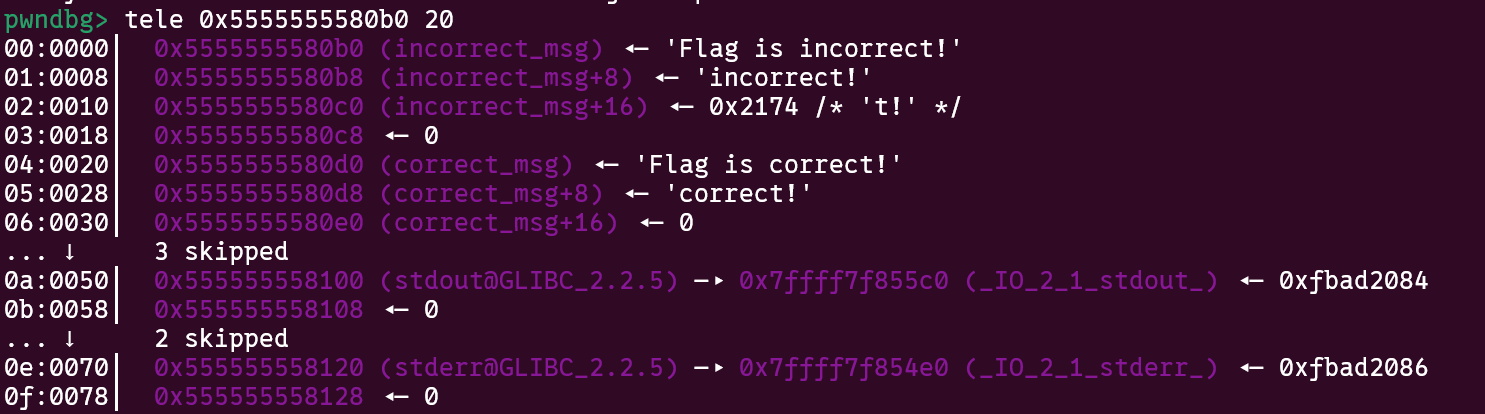 pwndbg> tele 0x5555555580b0 20
00:0000│  0x5555555580b0 (incorrect_msg) ◂— 'Flag is incorrect!'
01:0008│  0x5555555580b8 (incorrect_msg+8) ◂— 'incorrect!'
02:0010│  0x5555555580c0 (incorrect_msg+16) ◂— 0x2174 /* 't!' */
03:0018│  0x5555555580c8 ◂— 0
04:0020│  0x5555555580d0 (correct_msg) ◂— 'Flag is correct!'
05:0028│  0x5555555580d8 (correct_msg+8) ◂— 'correct!'
06:0030│  0x5555555580e0 (correct_msg+16) ◂— 0
... ↓     3 skipped
0a:0050│  0x555555558100 (stdout@GLIBC_2.2.5) —▸ 0x7ffff7f855c0 (_IO_2_1_stdout_) ◂— 0xfbad2084
0b:0058│  0x555555558108 ◂— 0
... ↓     2 skipped
0e:0070│  0x555555558120 (stderr@GLIBC_2.2.5) —▸ 0x7ffff7f854e0 (_IO_2_1_stderr_) ◂— 0xfbad2086
0f:0078│  0x555555558128 ◂— 0